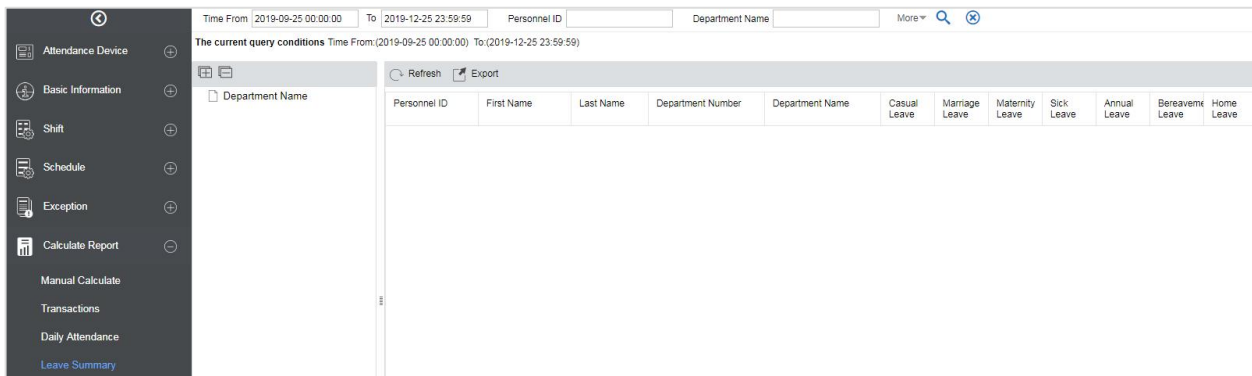 Time From 2019-09-25 00:00:00 To 2019-12-25 23:59:59 Personnel ID Department Name More
The current query conditions Time From:(2019-09-25 00:00:00) To:(2019-12-25 23:59:59)
Attendance Device
Basic Information
Shift
Schedule
Exception
Calculate Report
Manual Calculate
Transactions
Daily Attendance
Leave Summary
Department Name
Refresh Export
Personnel ID First Name Last Name Department Number Department Name Casual Leave Marriage Leave Maternity Leave Sick Leave Annual Leave Bereaveme Leave Home Leave